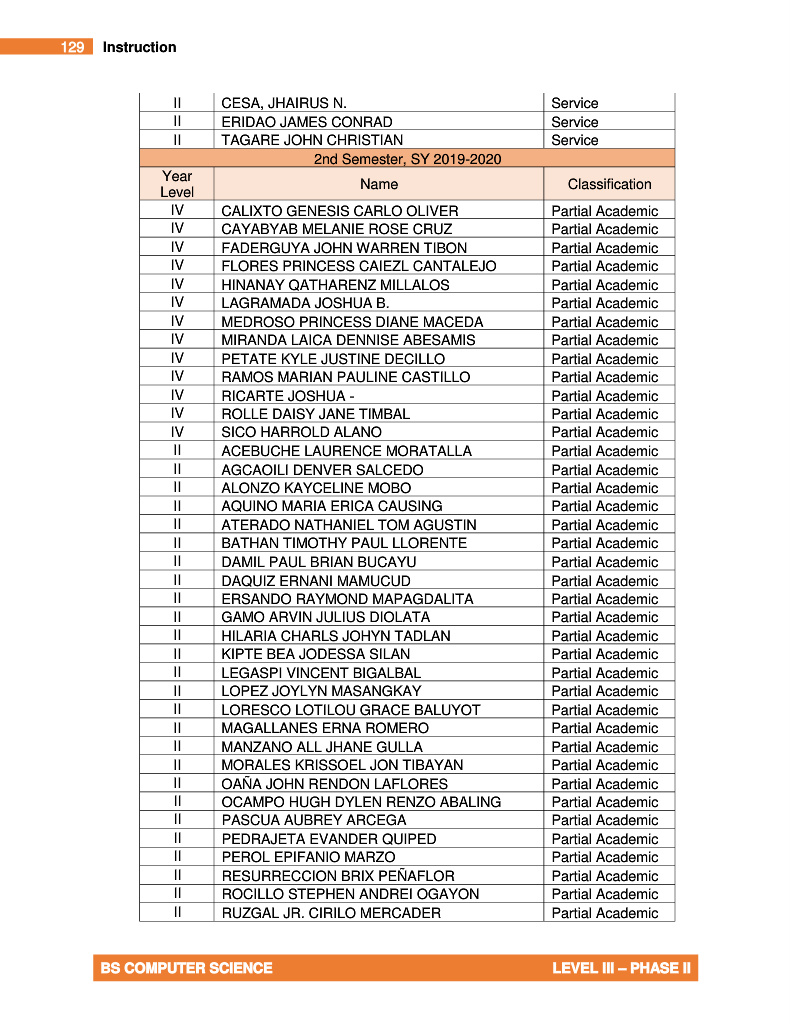 129 Instruction
II CESA, JHAIRUS N. Service
II ERIDAO JAMES CONRAD Service
II TAGARE JOHN CHRISTIAN Service
2nd Semester, SY 2019-2020
Year Level Name Classification
IV CALIXTO GENESIS CARLO OLIVER Partial Academic
IV CAYABYAB MELANIE ROSE CRUZ Partial Academic
IV FADERGUYA JOHN WARREN TIBON Partial Academic
IV FLORES PRINCESS CAIEZL CANTALEJO Partial Academic
IV HINANAY QATHARENZ MILLALOS Partial Academic
IV LAGRAMADA JOSHUA B. Partial Academic
IV MEDROSO PRINCESS DIANE MACEDA Partial Academic
IV MIRANDA LAICA DENNISE ABESAMIS Partial Academic
IV PETATE KYLE JUSTINE DECILLO Partial Academic
IV RAMOS MARIAN PAULINE CASTILLO Partial Academic
IV RICARTE JOSHUA - Partial Academic
IV ROLLE DAISY JANE TIMBAL Partial Academic
IV SICO HARROLD ALANO Partial Academic
II ACEBUCHE LAURENCE MORATALLA Partial Academic
II AGCAOILI DENVER SALCEDO Partial Academic
II ALONZO KAYCELINE MOBO Partial Academic
II AQUINO MARIA ERICA CAUSING Partial Academic
II ATERADO NATHANIEL TOM AGUSTIN Partial Academic
II BATHAN TIMOTHY PAUL LLORENTE Partial Academic
II DAMIL PAUL BRIAN BUCAYU Partial Academic
II DAQUIZ ERNANI MAMUCUD Partial Academic
II ERSANDO RAYMOND MAPAGDALITA Partial Academic
II GAMO ARVIN JULIUS DIOLATA Partial Academic
II HILARIA CHARLS JOHYN TADLAN Partial Academic
II KIPTE BEA JODESSA SILAN Partial Academic
II LEGASPI VINCENT BIGALBAL Partial Academic
II LOPEZ JOYLYN MASANGKAY Partial Academic
II LORESCO LOTILOU GRACE BALUYOT Partial Academic
II MAGALLANES ERNA ROMERO Partial Academic
II MANZANO ALL JHANE GULLA Partial Academic
II MORALES KRISSOEL JON TIBAYAN Partial Academic
II OAÑA JOHN RENDON LAFLORES Partial Academic
II OCAMPO HUGH DYLEN RENZO ABALING Partial Academic
II PASCUA AUBREY ARCEGA Partial Academic
II PEDRAJETA EVANDER QUIPED Partial Academic
II PEROL EPIFANIO MARZO Partial Academic
II RESURRECCION BRIX PEÑAFLOR Partial Academic
II ROCILLO STEPHEN ANDREI OGAYON Partial Academic
II RUZGAL JR. CIRILO MERCADER Partial Academic
BS COMPUTER SCIENCE LEVEL III – PHASE II